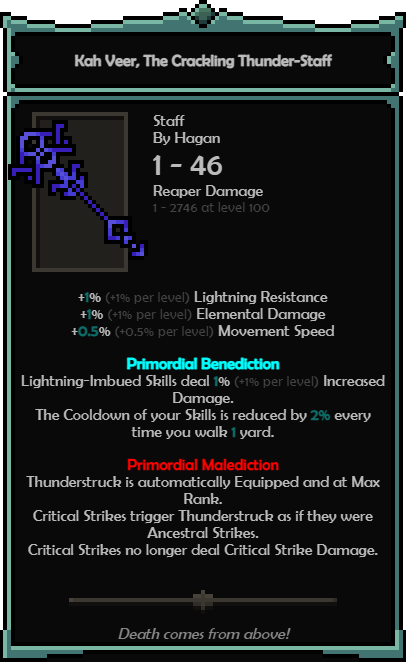 Kah Veer, The Crackling Thunder-Staff
Staff
By Hagan
1 - 46
Reaper Damage
1 - 2746 at level 100
+1% (+1% per level) Lightning Resistance
+1% (+1% per level) Elemental Damage
+0.5% (+0.5% per level) Movement Speed
Primordial Benediction
Lightning-Imbued Skills deal 1% (+1% per level) Increased
Damage.
The Cooldown of your Skills is reduced by 2% every
time you walk 1 yard.
Primordial Malediction
Thunderstruck is automatically Equipped and at Max
Rank.
Critical Strikes trigger Thunderstruck as if they were
Ancestral Strikes.
Critical Strikes no longer deal Critical Strike Damage.
Death comes from above!